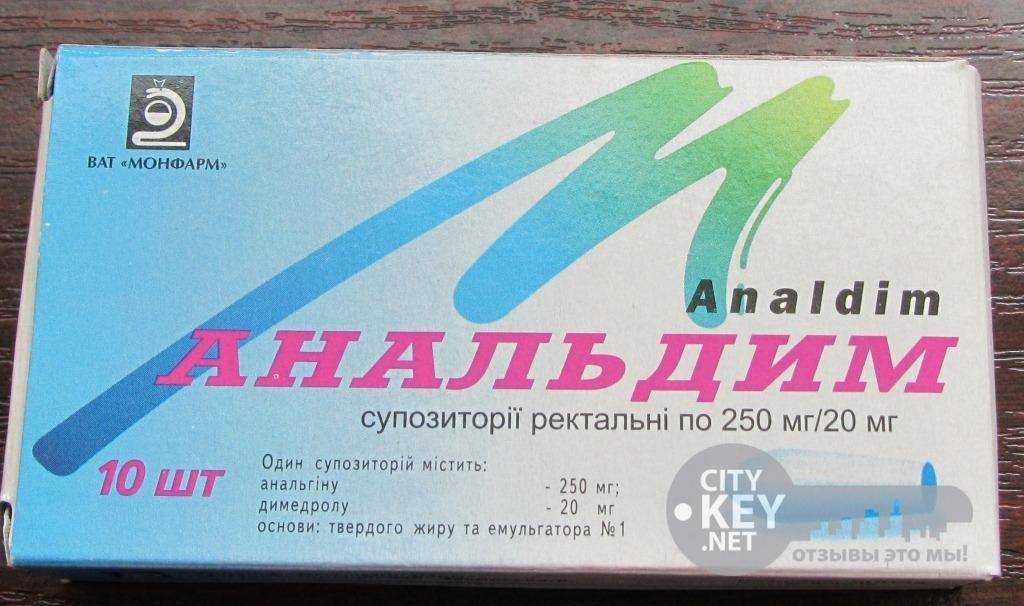 ВАТ «МОНФАРМ»
Analdim
АНАЛЬДИМ
супозиторії ректальні по 250 мг/20 мг
10 шт
Один супозиторій містить:
анальгіну - 250 мг;
димедролу - 20 мг
основи: твердого жиру та емульгатора №1
CITY
KEY
.NET
ОТЗЫВЫ ЭТО МЫ!